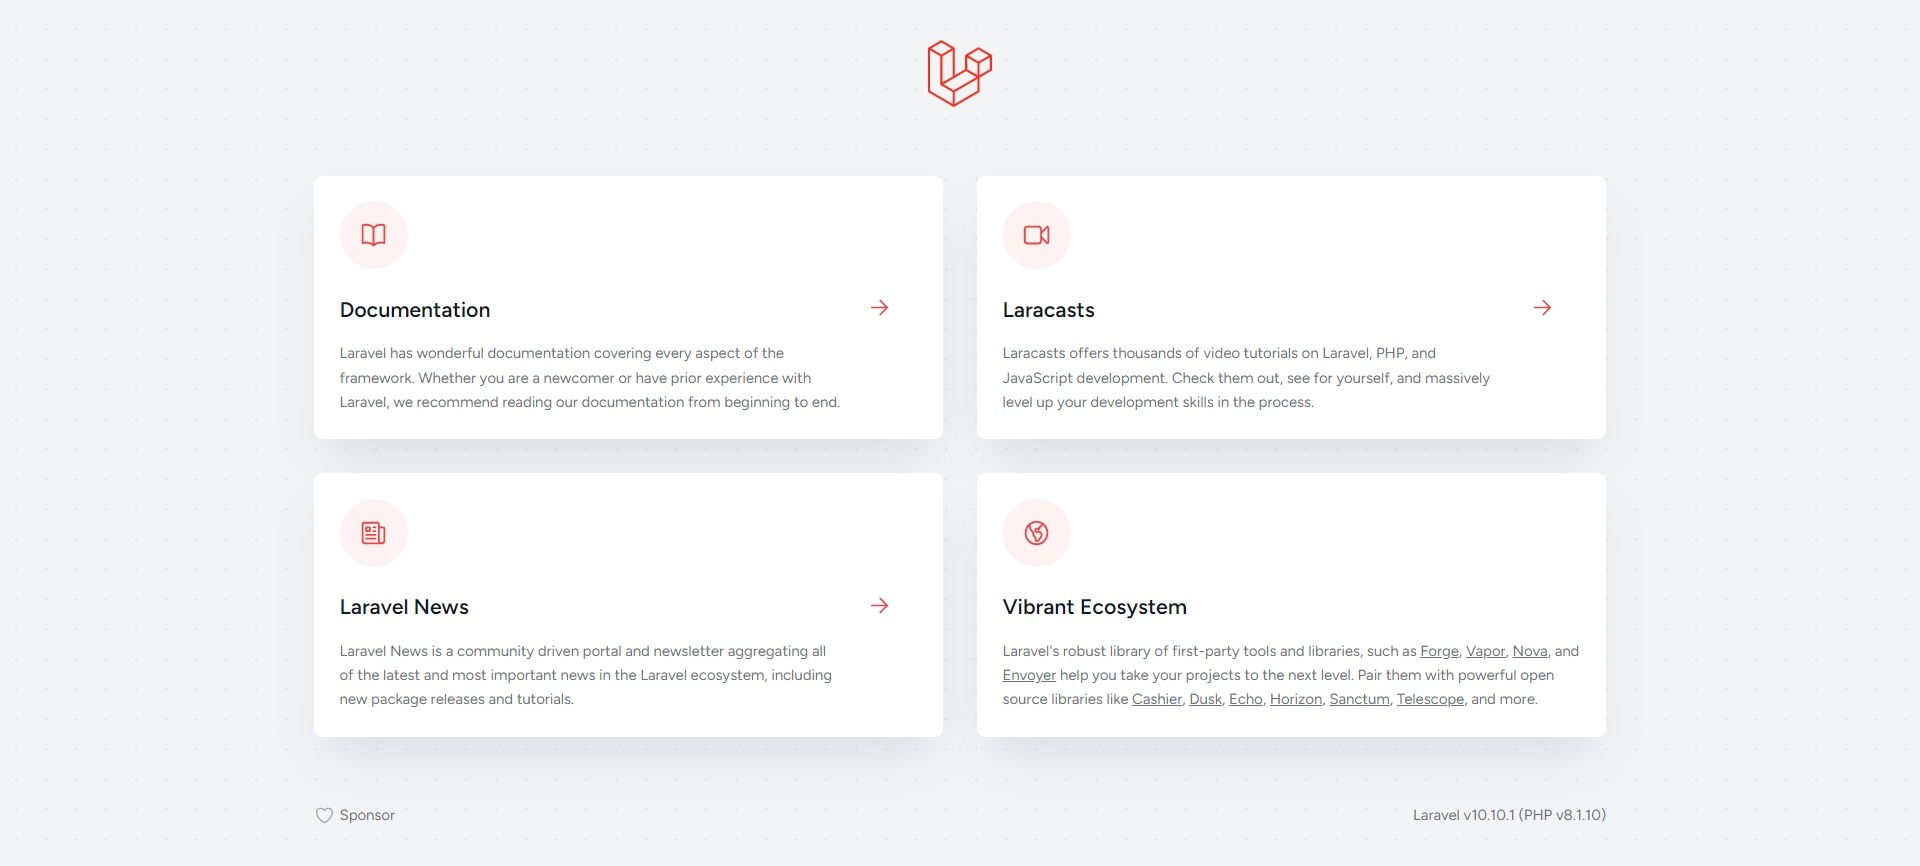 Documentation
Laravel has wonderful documentation covering every aspect of the
framework. Whether you are a newcomer or have prior experience with
Laravel, we recommend reading our documentation from beginning to end.
Laracasts
Laracasts offers thousands of video tutorials on Laravel, PHP, and
JavaScript development. Check them out, see for yourself, and massively
level up your development skills in the process.
Laravel News
Laravel News is a community driven portal and newsletter aggregating all
of the latest and most important news in the Laravel ecosystem, including
new package releases and tutorials.
Vibrant Ecosystem
Laravel's robust library of first-party tools and libraries, such as Forge, Vapor, Nova, and
Envoyer help you take your projects to the next level. Pair them with powerful open
source libraries like Cashier, Dusk, Echo, Horizon, Sanctum, Telescope, and more.
Sponsor
Laravel v10.10.1 (PHP v8.1.10)